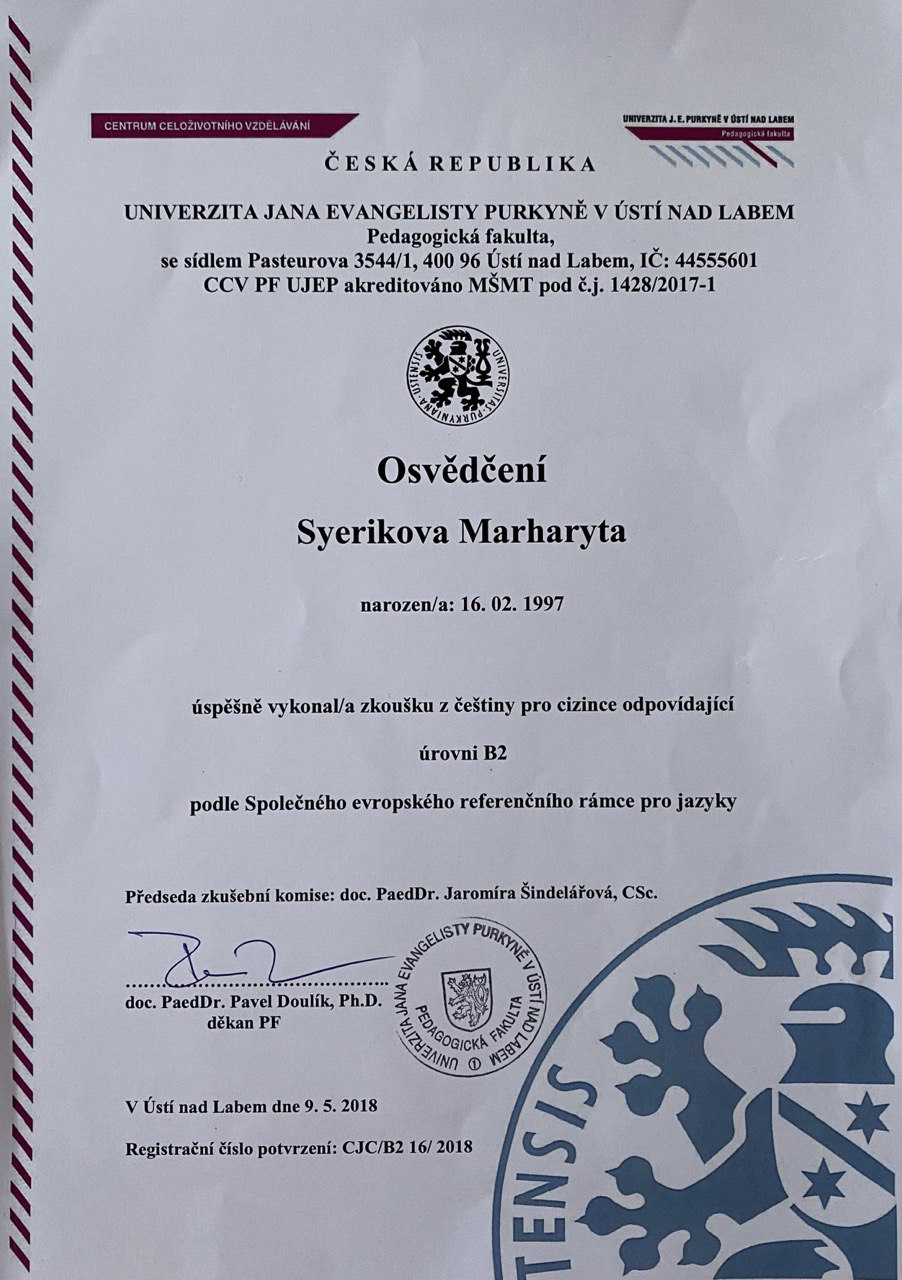 CENTRUM CELOŽIVOTNÍHO VZDĚLÁVÁNÍ
UNIVERZITA J. E. PURKYNĚ V ÚSTÍ NAD LABEM
Pedagogická fakulta
ČESKÁ REPUBLIKA
UNIVERZITA JANA EVANGELISTY PURKYNĚ V ÚSTÍ NAD LABEM
Pedagogická fakulta,
se sídlem Pasteurova 3544/1, 400 96 Ústí nad Labem, IČ: 44555601
CCV PF UJEP akreditováno MŠMT pod č.j. 1428/2017-1
UNIVERSITAS·PURKYNIANA·USTENSIS
Osvědčení
Syerikova Marharyta
narozen/a: 16. 02. 1997
úspěšně vykonal/a zkoušku z češtiny pro cizince odpovídající
úrovni B2
podle Společného evropského referenčního rámce pro jazyky
Předseda zkušební komise: doc. PaedDr. Jaromíra Šindelářová, CSc.
doc. PaedDr. Pavel Doulík, Ph.D.
děkan PF
UNIVERZITA JANA EVANGELISTY PURKYNĚ V ÚSTÍ NAD LABEM
PEDAGOGICKÁ FAKULTA
1
V Ústí nad Labem dne 9. 5. 2018
Registrační číslo potvrzení: CJC/B2 16/ 2018
TENSIS